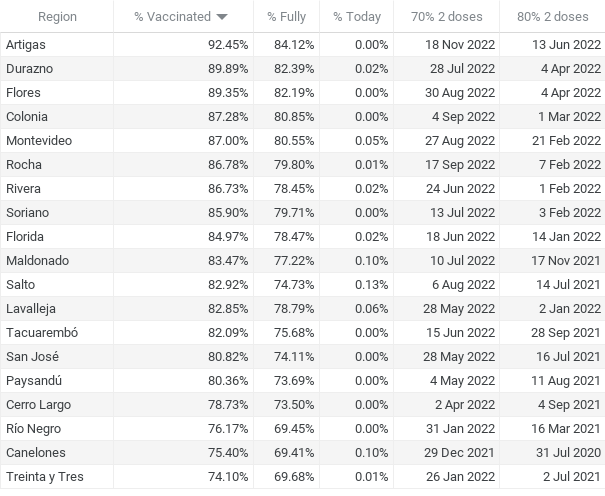 Region % Vaccinated % Fully % Today 70% 2 doses 80% 2 doses
Artigas 92.45% 84.12% 0.00% 18 Nov 2022 13 Jun 2022
Durazno 89.89% 82.39% 0.02% 28 Jul 2022 4 Apr 2022
Flores 89.35% 82.19% 0.00% 30 Aug 2022 4 Apr 2022
Colonia 87.28% 80.85% 0.00% 4 Sep 2022 1 Mar 2022
Montevideo 87.00% 80.55% 0.05% 27 Aug 2022 21 Feb 2022
Rocha 86.78% 79.80% 0.01% 17 Sep 2022 7 Feb 2022
Rivera 86.73% 78.45% 0.02% 24 Jun 2022 1 Feb 2022
Soriano 85.90% 79.71% 0.00% 13 Jul 2022 3 Feb 2022
Florida 84.97% 78.47% 0.02% 18 Jun 2022 14 Jan 2022
Maldonado 83.47% 77.22% 0.10% 10 Jul 2022 17 Nov 2021
Salto 82.92% 74.73% 0.13% 6 Aug 2022 14 Jul 2021
Lavalleja 82.85% 78.79% 0.06% 28 May 2022 2 Jan 2022
Tacuarembó 82.09% 75.68% 0.00% 15 Jun 2022 28 Sep 2021
San José 80.82% 74.11% 0.00% 28 May 2022 16 Jul 2021
Paysandú 80.36% 73.69% 0.00% 4 May 2022 11 Aug 2021
Cerro Largo 78.73% 73.50% 0.00% 2 Apr 2022 4 Sep 2021
Río Negro 76.17% 69.45% 0.00% 31 Jan 2022 16 Mar 2021
Canelones 75.40% 69.41% 0.10% 29 Dec 2021 31 Jul 2020
Treinta y Tres 74.10% 69.68% 0.01% 26 Jan 2022 2 Jul 2021